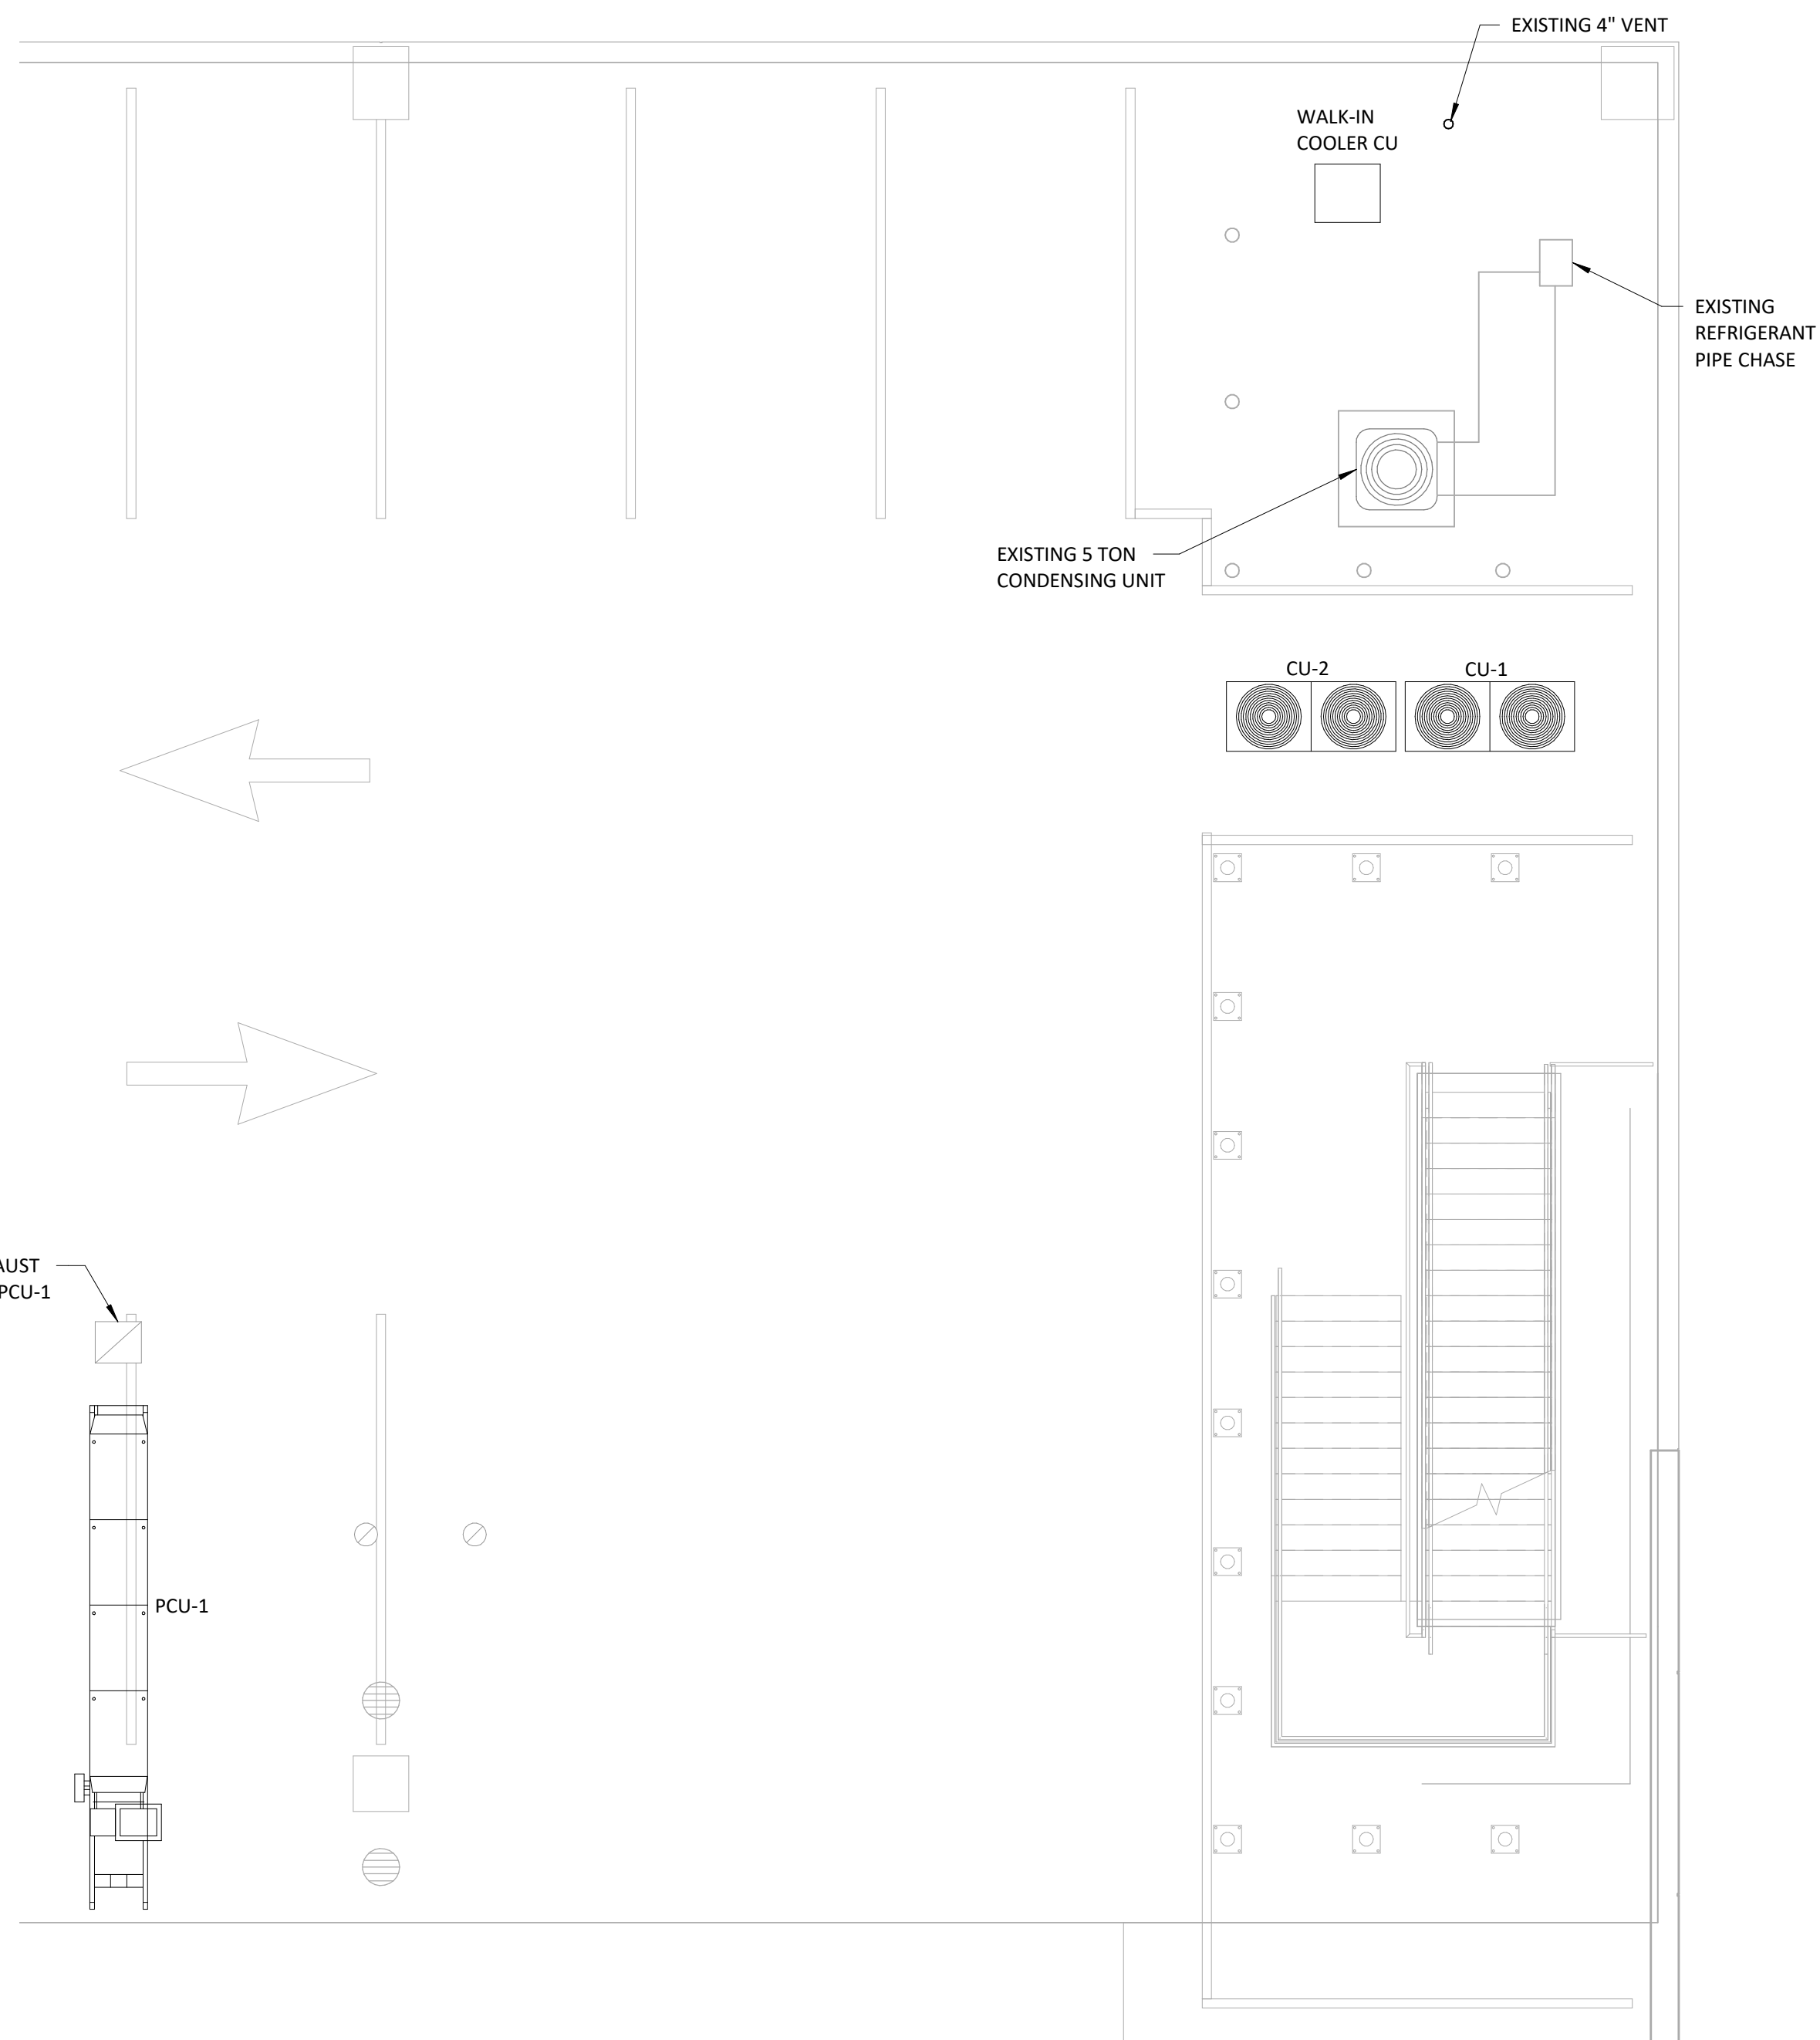 EXISTING 4" VENT
WALK-IN
COOLER CU
EXISTING
REFRIGERANT
PIPE CHASE
EXISTING 5 TON
CONDENSING UNIT
CU-2
CU-1
PCU-1
PCU-1